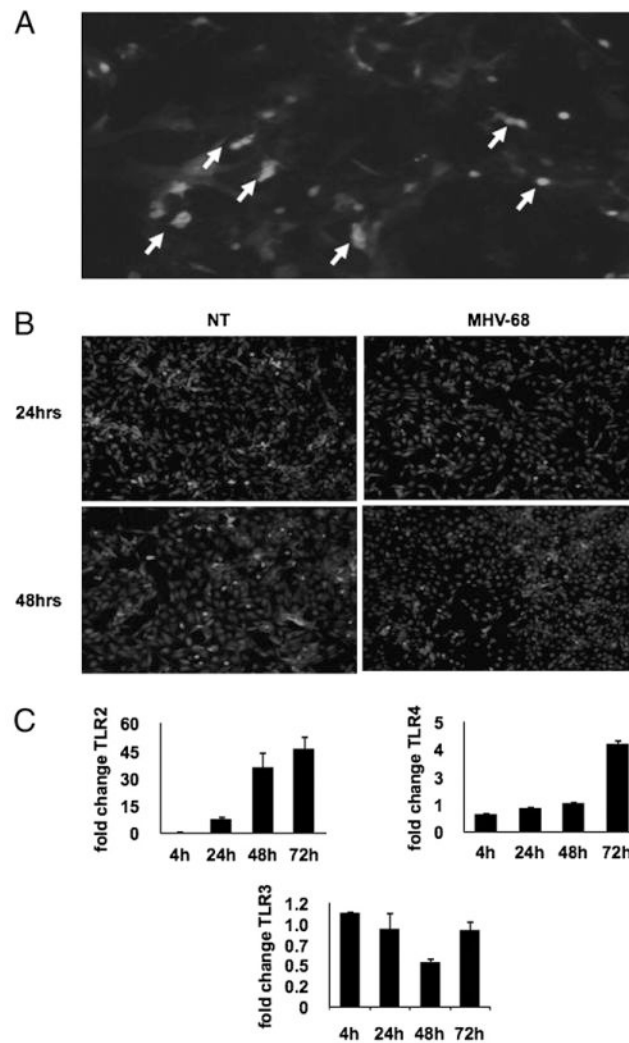 A
B
NT
MHV-68
24hrs
48hrs
C
fold change TLR2
60
45
30
15
0
4h 24h 48h 72h
fold change TLR4
5
4
2
1
0
4h 24h 48h 72h
fold change TLR3
1.2
1.0
0.7
0.5
0.2
0
4h 24h 48h 72h